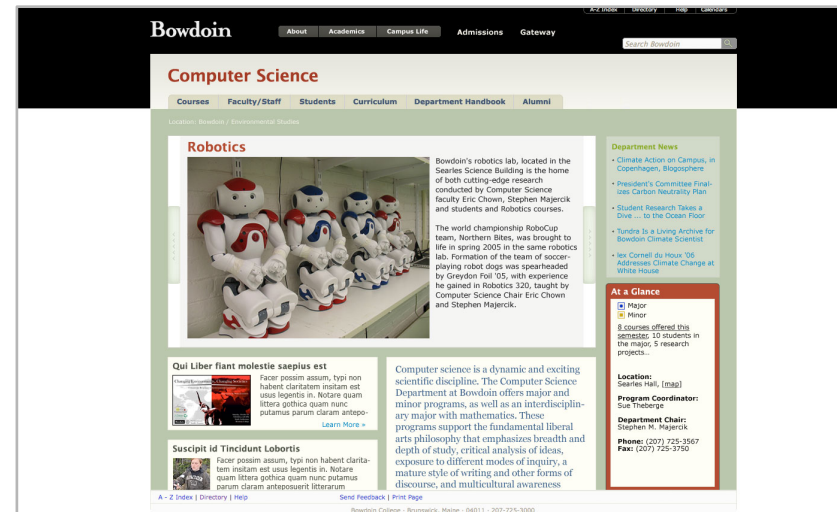 A-Z Index Directory Help Calendars
Bowdoin
About Academics Campus Life Admissions Gateway
Search Bowdoin
Computer Science
Courses Faculty/Staff Students Curriculum Department Handbook Alumni
Location: Bowdoin / Environmental Studies
Robotics
Bowdoin's robotics lab, located in the
Searles Science Building is the home
of both cutting-edge research
conducted by Computer Science
faculty Eric Chown, Stephen Majercik
and students and Robotics courses.
The world championship RoboCup
team, Northern Bites, was brought to
life in spring 2005 in the same robotics
lab. Formation of the team of soccer-
playing robot dogs was spearheaded
by Greydon Foil '05, with experience
he gained in Robotics 320, taught by
Computer Science Chair Eric Chown
and Stephen Majercik.
Department News
• Climate Action on Campus, in
Copenhagen, Blogosphere
• President's Committee Final-
izes Carbon Neutrality Plan
• Student Research Takes a
Dive ... to the Ocean Floor
• Tundra Is a Living Archive for
Bowdoin Climate Scientist
• lex Cornell du Houx '06
Addresses Climate Change at
White House
At a Glance
Major
Minor
8 courses offered this
semester, 10 students in
the major, 5 research
projects...
Location:
Searles Hall, [map]
Program Coordinator:
Sue Theberge
Department Chair:
Stephen M. Majercik
Phone: (207) 725-3567
Fax: (207) 725-3750
Qui Liber fiant molestie saepius est
Facer possim assum, typi non
habent claritatem insitam est
usus legentis in. Notare quam
littera gothica quam nunc
putamus parum claram antepo-
Learn More »
Suscipit id Tincidunt Lobortis
Facer possim assum, typi non habent clarita-
tem insitam est usus legentis in. Notare
quam littera gothica quam nunc putamus
parum claram anteposuerit litterarum
Computer science is a dynamic and exciting
scientific discipline. The Computer Science
Department at Bowdoin offers major and
minor programs, as well as an interdisciplin-
ary major with mathematics. These
programs support the fundamental liberal
arts philosophy that emphasizes breadth and
depth of study, critical analysis of ideas,
exposure to different modes of inquiry, a
mature style of writing and other forms of
discourse, and multicultural awareness
A - Z Index | Directory | Help
Send Feedback | Print Page
Bowdoin College - Brunswick, Maine - 04011 - 207-725-3000